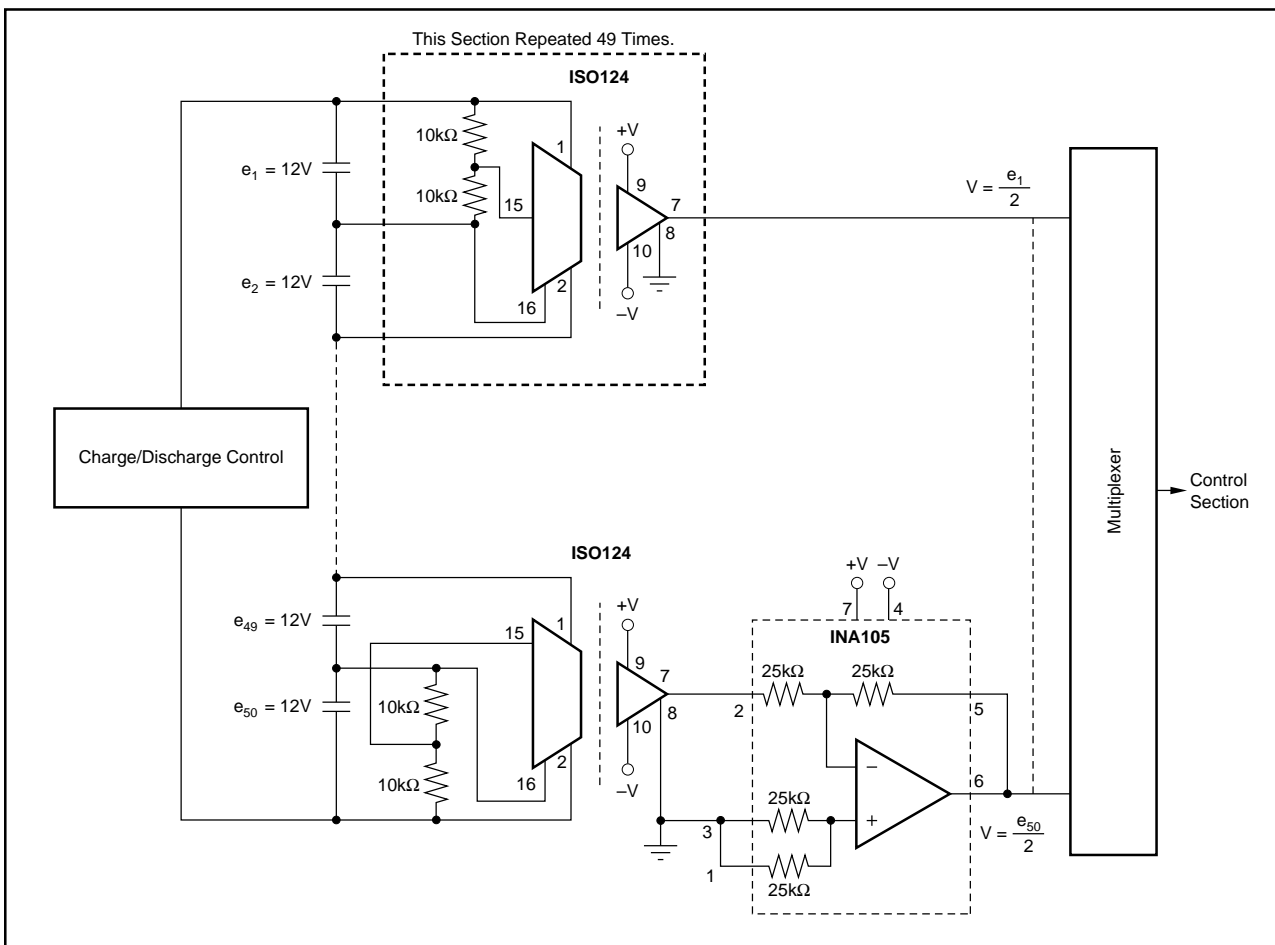 This Section Repeated 49 Times.
ISO124
+V
10kΩ
1
9
e₁ = 12V
10kΩ
15
7
8
V = e₁/2
10
2
e₂ = 12V
16
–V
Charge/Discharge Control
Multiplexer
Control
Section
ISO124
+V –V
7 4
INA105
+V
e₄₉ = 12V
15
1
9
7
8
25kΩ 25kΩ
2
5
10kΩ
e₅₀ = 12V
10
2
–
10kΩ
16
–V
6
25kΩ
+
3
V = e₅₀/2
1
25kΩ